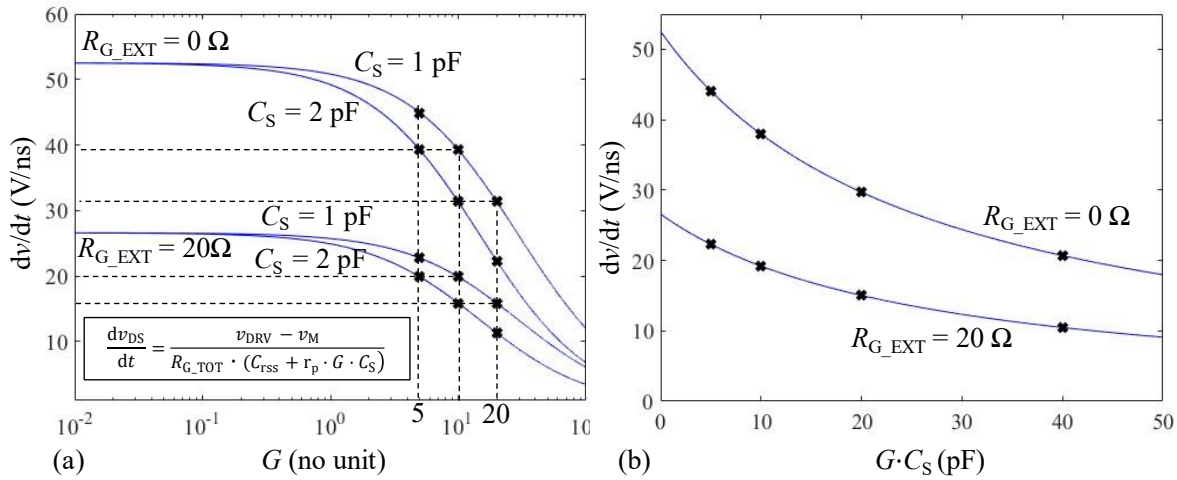 60
50
40
30
20
10
dv/dt (V/ns)
R_G_EXT = 0 Ω
C_S = 1 pF
C_S = 2 pF
C_S = 1 pF
R_G_EXT = 20Ω
C_S = 2 pF
dv_DS/dt = (v_DRV − v_M)/(R_G_TOT · (C_rss + r_p · G · C_S))
5 10 20
10⁻² 10⁻¹ 10⁰ 10¹ 10
(a) G (no unit)
50
40
30
20
10
0
dv/dt (V/ns)
R_G_EXT = 0 Ω
R_G_EXT = 20 Ω
0 10 20 30 40 50
(b) G·C_S (pF)